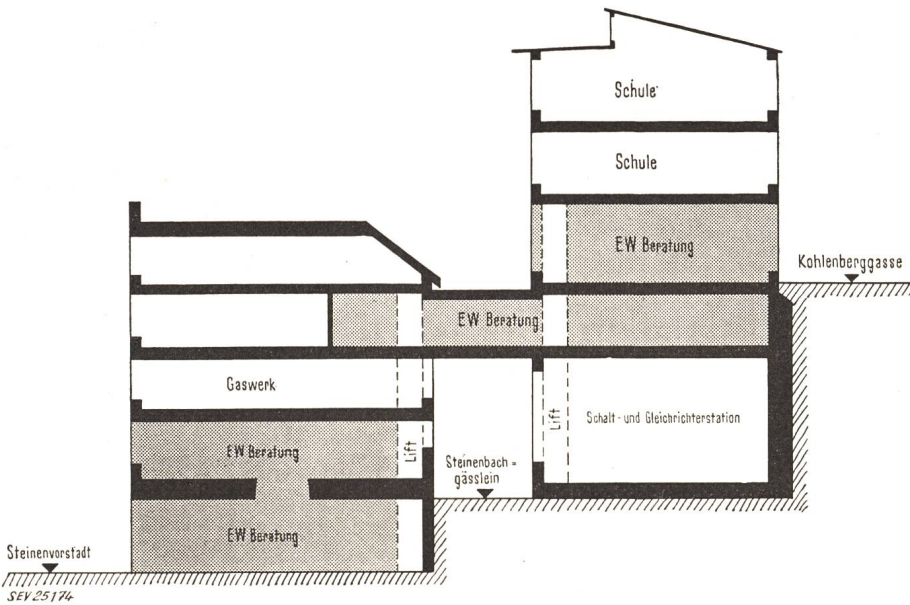 Schule
Schule
EW Beratung
Kohlenberggasse
EW Beratung
Gaswerk
Lift
Schalt- und Gleichrichterstation
EW Beratung
Lift
Steinenbach=
gässlein
EW Beratung
Steinenvorstadt
SEV 25174